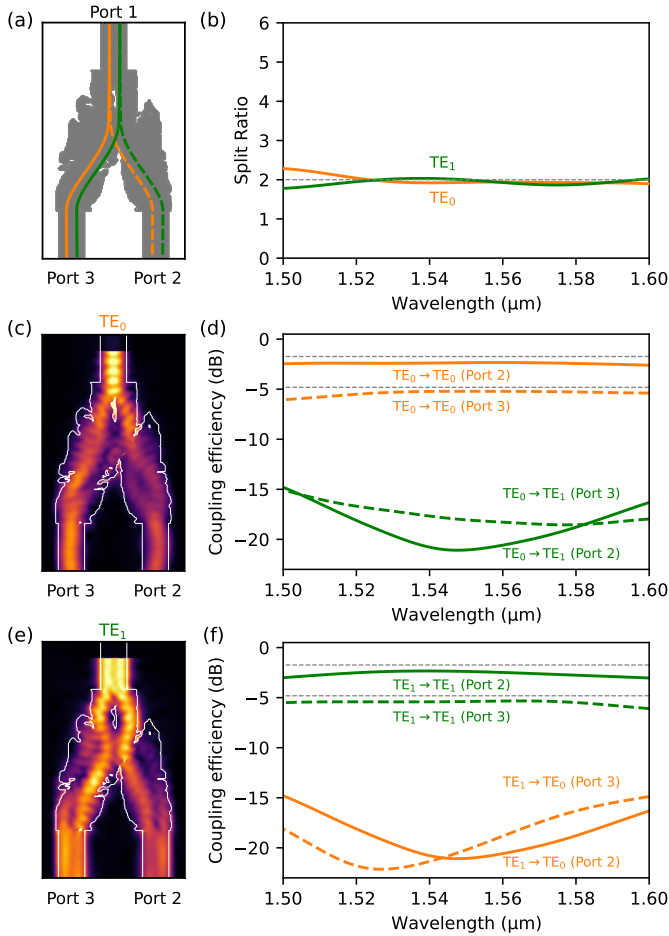 (a)
Port 1
Port 3
Port 2
(b)
Split Ratio
6
5
4
3
2
1
0
TE₁
TE₀
1.50
1.52
1.54
1.56
1.58
1.60
Wavelength (μm)
(c)
TE₀
Port 3
Port 2
(d)
Coupling efficiency (dB)
0
−5
−10
−15
−20
TE₀→TE₀ (Port 2)
TE₀→TE₀ (Port 3)
TE₀→TE₁ (Port 3)
TE₀→TE₁ (Port 2)
1.50
1.52
1.54
1.56
1.58
1.60
Wavelength (μm)
(e)
TE₁
Port 3
Port 2
(f)
Coupling efficiency (dB)
0
−5
−10
−15
−20
TE₁→TE₁ (Port 2)
TE₁→TE₁ (Port 3)
TE₁→TE₀ (Port 3)
TE₁→TE₀ (Port 2)
1.50
1.52
1.54
1.56
1.58
1.60
Wavelength (μm)